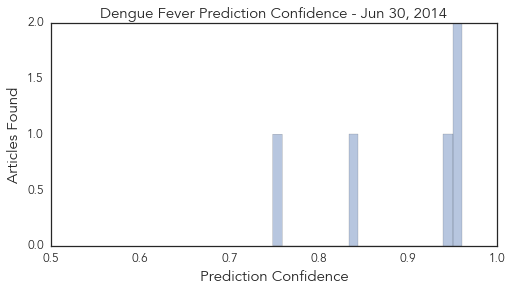 Dengue Fever Prediction Confidence - Jun 30, 2014
2.0
1.5
1.0
0.5
0.0
Articles Found
0.5 0.6 0.7 0.8 0.9 1.0
Prediction Confidence